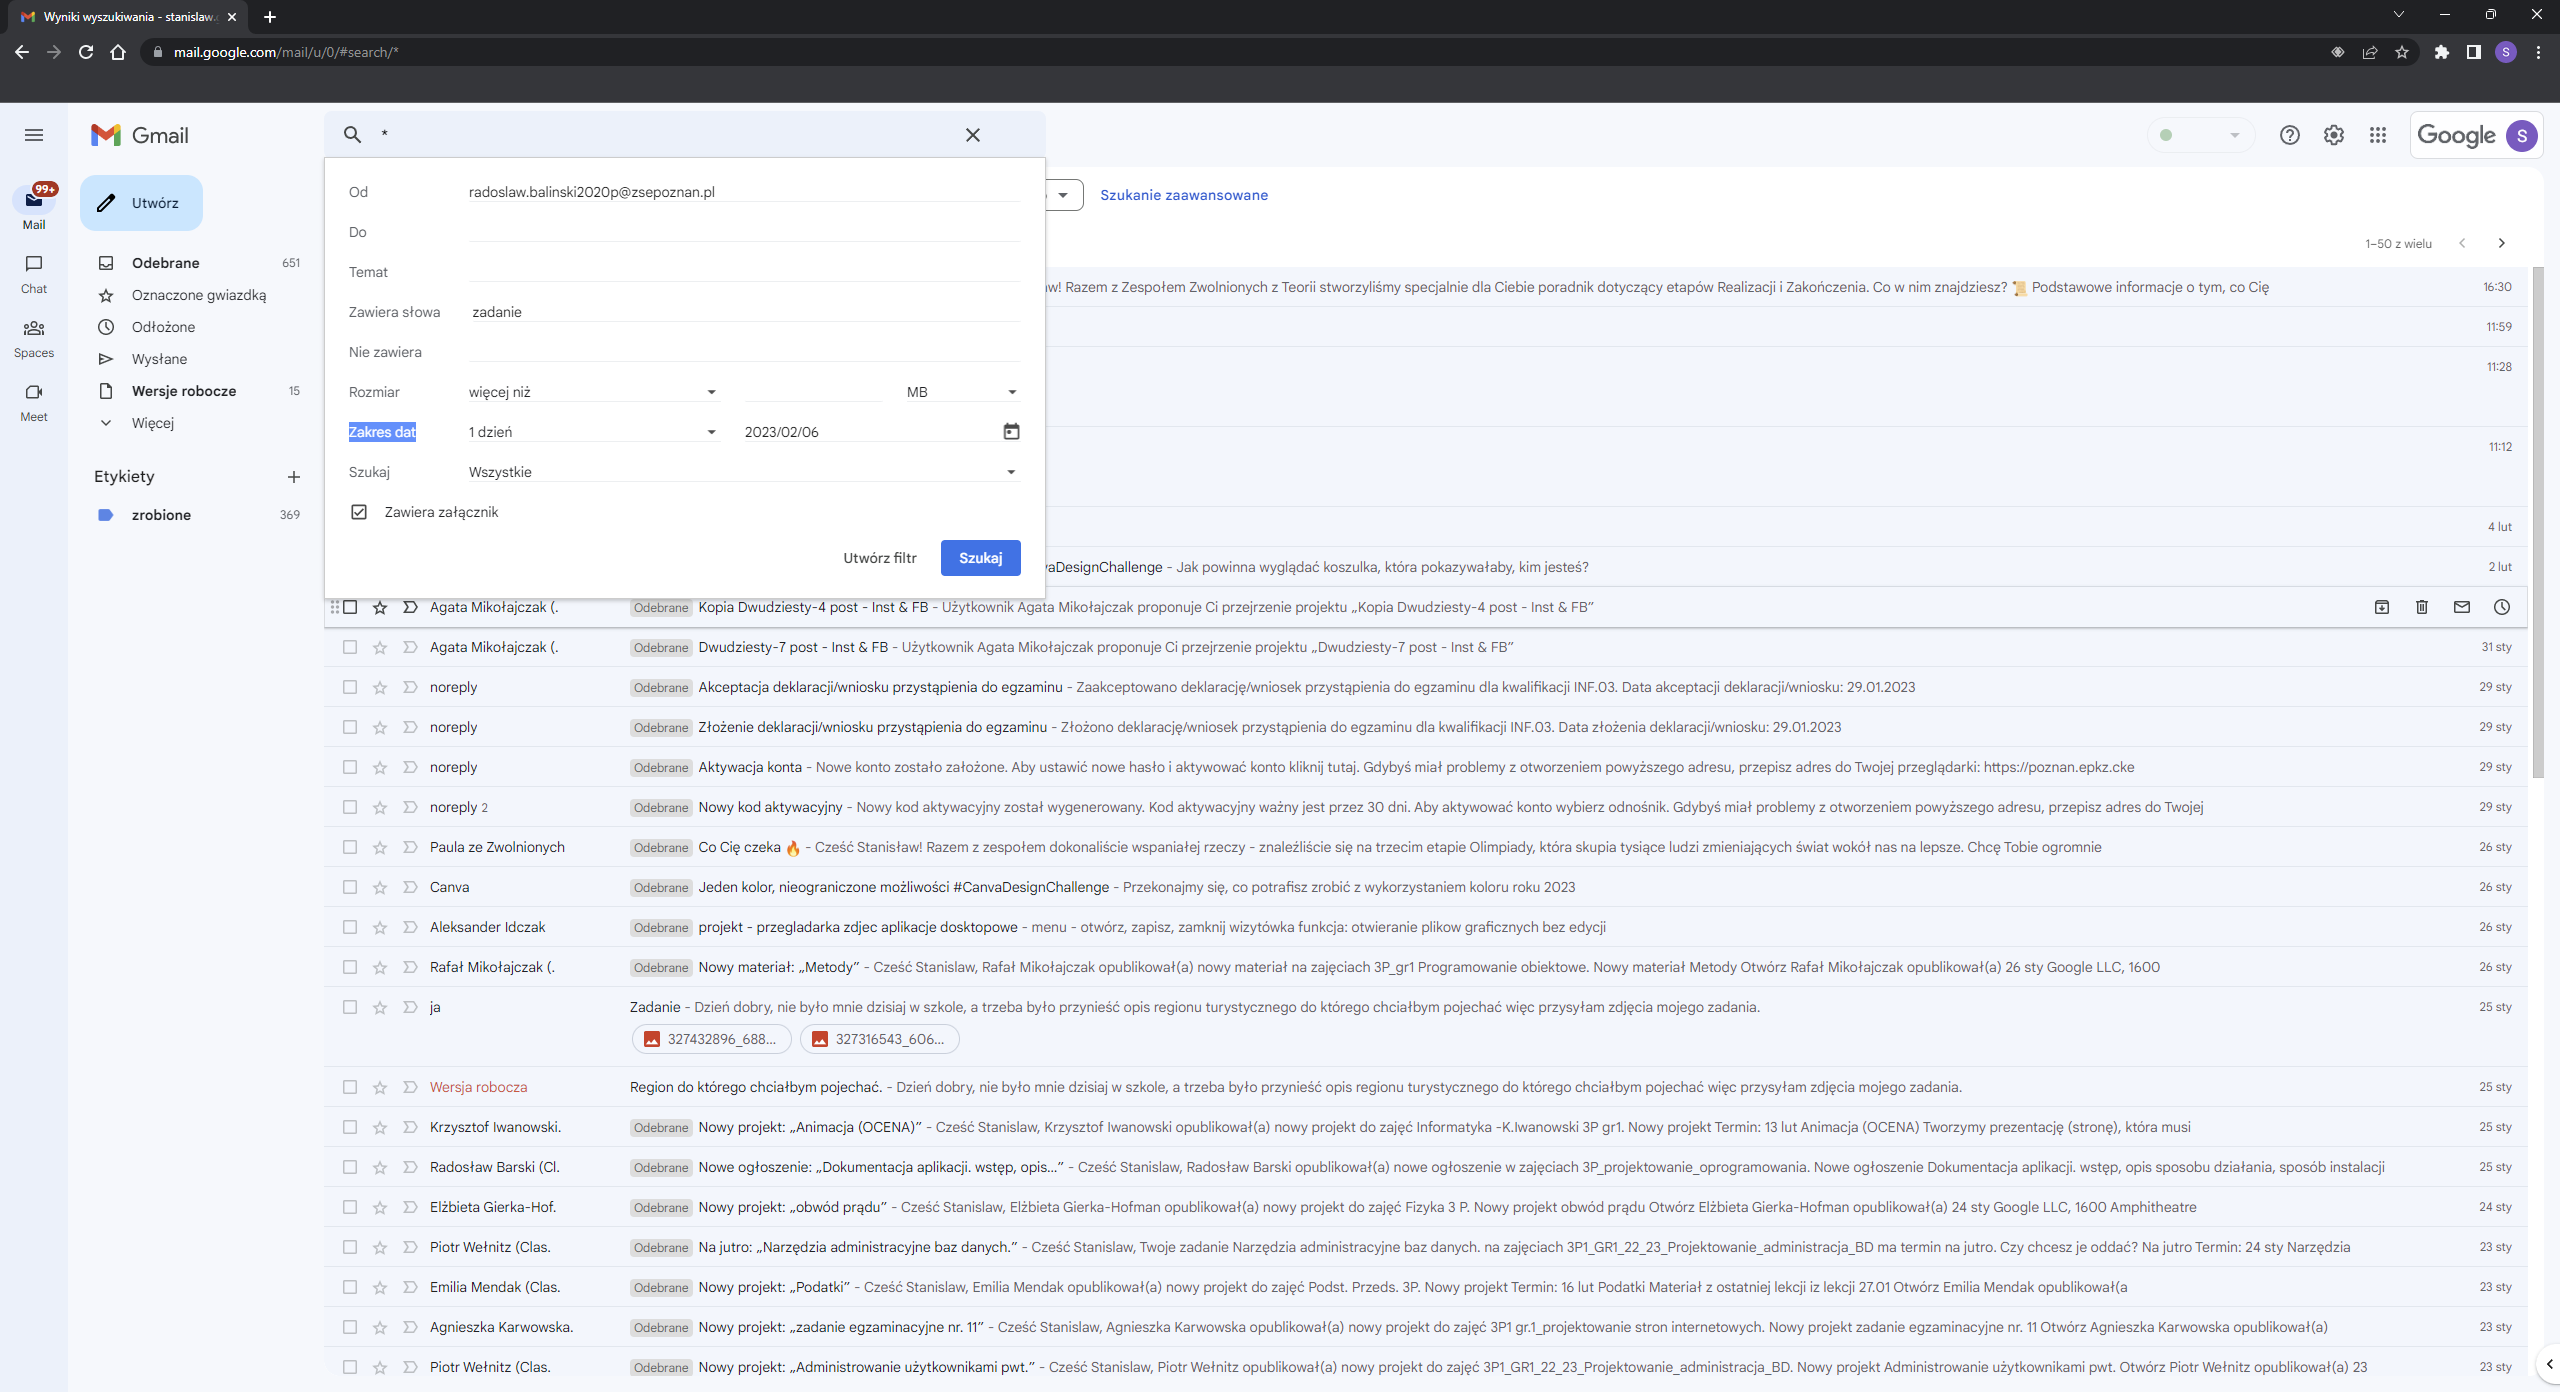 Wyniki wyszukiwania - stanislaw.
mail.google.com/mail/u/0/#search/*
S
Gmail
*
Google S
99+
Mail
Chat
Spaces
Meet
Utwórz
Odebrane 651
Oznaczone gwiazdką
Odłożone
Wysłane
Wersje robocze 15
Więcej
Etykiety
zrobione 369
Od radoslaw.balinski2020p@zsepoznan.pl
Do
Temat
Zawiera słowa zadanie
Nie zawiera
Rozmiar więcej niż MB
Zakres dat 1 dzień 2023/02/06
Szukaj Wszystkie
Zawiera załącznik
Utwórz filtr Szukaj
Szukanie zaawansowane
1–50 z wielu
w! Razem z Zespołem Zwolnionych z Teorii stworzyliśmy specjalnie dla Ciebie poradnik dotyczący etapów Realizacji i Zakończenia. Co w nim znajdziesz? 📜 Podstawowe informacje o tym, co Cię 16:30
11:59
11:28
11:12
4 lut
vaDesignChallenge - Jak powinna wyglądać koszulka, która pokazywałaby, kim jesteś? 2 lut
Agata Mikołajczak (. Odebrane Kopia Dwudziesty-4 post - Inst & FB - Użytkownik Agata Mikołajczak proponuje Ci przejrzenie projektu „Kopia Dwudziesty-4 post - Inst & FB”
Agata Mikołajczak (. Odebrane Dwudziesty-7 post - Inst & FB - Użytkownik Agata Mikołajczak proponuje Ci przejrzenie projektu „Dwudziesty-7 post - Inst & FB” 31 sty
noreply Odebrane Akceptacja deklaracji/wniosku przystąpienia do egzaminu - Zaakceptowano deklarację/wniosek przystąpienia do egzaminu dla kwalifikacji INF.03. Data akceptacji deklaracji/wniosku: 29.01.2023 29 sty
noreply Odebrane Złożenie deklaracji/wniosku przystąpienia do egzaminu - Złożono deklarację/wniosek przystąpienia do egzaminu dla kwalifikacji INF.03. Data złożenia deklaracji/wniosku: 29.01.2023 29 sty
noreply Odebrane Aktywacja konta - Nowe konto zostało założone. Aby ustawić nowe hasło i aktywować konto kliknij tutaj. Gdybyś miał problemy z otworzeniem powyższego adresu, przepisz adres do Twojej przeglądarki: https://poznan.epkz.cke 29 sty
noreply 2 Odebrane Nowy kod aktywacyjny - Nowy kod aktywacyjny został wygenerowany. Kod aktywacyjny ważny jest przez 30 dni. Aby aktywować konto wybierz odnośnik. Gdybyś miał problemy z otworzeniem powyższego adresu, przepisz adres do Twojej 29 sty
Paula ze Zwolnionych Odebrane Co Cię czeka 🔥 - Cześć Stanisław! Razem z zespołem dokonaliście wspaniałej rzeczy - znaleźliście się na trzecim etapie Olimpiady, która skupia tysiące ludzi zmieniających świat wokół nas na lepsze. Chcę Tobie ogromnie 26 sty
Canva Odebrane Jeden kolor, nieograniczone możliwości #CanvaDesignChallenge - Przekonajmy się, co potrafisz zrobić z wykorzystaniem koloru roku 2023 26 sty
Aleksander Idczak Odebrane projekt - przegladarka zdjec aplikacje dosktopowe - menu - otwórz, zapisz, zamknij wizytówka funkcja: otwieranie plikow graficznych bez edycji 26 sty
Rafał Mikołajczak (. Odebrane Nowy materiał: „Metody” - Cześć Stanislaw, Rafał Mikołajczak opublikował(a) nowy materiał na zajęciach 3P_gr1 Programowanie obiektowe. Nowy materiał Metody Otwórz Rafał Mikołajczak opublikował(a) 26 sty Google LLC, 1600 26 sty
ja Zadanie - Dzień dobry, nie było mnie dzisiaj w szkole, a trzeba było przynieść opis regionu turystycznego do którego chciałbym pojechać więc przysyłam zdjęcia mojego zadania. 25 sty
327432896_688... 327316543_606...
Wersja robocza Region do którego chciałbym pojechać. - Dzień dobry, nie było mnie dzisiaj w szkole, a trzeba było przynieść opis regionu turystycznego do którego chciałbym pojechać więc przysyłam zdjęcia mojego zadania. 25 sty
Krzysztof Iwanowski. Odebrane Nowy projekt: „Animacja (OCENA)” - Cześć Stanislaw, Krzysztof Iwanowski opublikował(a) nowy projekt do zajęć Informatyka -K.Iwanowski 3P gr1. Nowy projekt Termin: 13 lut Animacja (OCENA) Tworzymy prezentację (stronę), która musi 25 sty
Radosław Barski (Cl. Odebrane Nowe ogłoszenie: „Dokumentacja aplikacji. wstęp, opis...” - Cześć Stanislaw, Radosław Barski opublikował(a) nowe ogłoszenie w zajęciach 3P_projektowanie_oprogramowania. Nowe ogłoszenie Dokumentacja aplikacji. wstęp, opis sposobu działania, sposób instalacji 25 sty
Elżbieta Gierka-Hof. Odebrane Nowy projekt: „obwód prądu” - Cześć Stanislaw, Elżbieta Gierka-Hofman opublikował(a) nowy projekt do zajęć Fizyka 3 P. Nowy projekt obwód prądu Otwórz Elżbieta Gierka-Hofman opublikował(a) 24 sty Google LLC, 1600 Amphitheatre 24 sty
Piotr Wełnitz (Clas. Odebrane Na jutro: „Narzędzia administracyjne baz danych.” - Cześć Stanislaw, Twoje zadanie Narzędzia administracyjne baz danych. na zajęciach 3P1_GR1_22_23_Projektowanie_administracja_BD ma termin na jutro. Czy chcesz je oddać? Na jutro Termin: 24 sty Narzędzia 23 sty
Emilia Mendak (Clas. Odebrane Nowy projekt: „Podatki” - Cześć Stanislaw, Emilia Mendak opublikował(a) nowy projekt do zajęć Podst. Przeds. 3P. Nowy projekt Termin: 16 lut Podatki Materiał z ostatniej lekcji iz lekcji 27.01 Otwórz Emilia Mendak opublikował(a 23 sty
Agnieszka Karwowska. Odebrane Nowy projekt: „zadanie egzaminacyjne nr. 11” - Cześć Stanislaw, Agnieszka Karwowska opublikował(a) nowy projekt do zajęć 3P1 gr.1_projektowanie stron internetowych. Nowy projekt zadanie egzaminacyjne nr. 11 Otwórz Agnieszka Karwowska opublikował(a) 23 sty
Piotr Wełnitz (Clas. Odebrane Nowy projekt: „Administrowanie użytkownikami pwt.” - Cześć Stanislaw, Piotr Wełnitz opublikował(a) nowy projekt do zajęć 3P1_GR1_22_23_Projektowanie_administracja_BD. Nowy projekt Administrowanie użytkownikami pwt. Otwórz Piotr Wełnitz opublikował(a) 23 23 sty